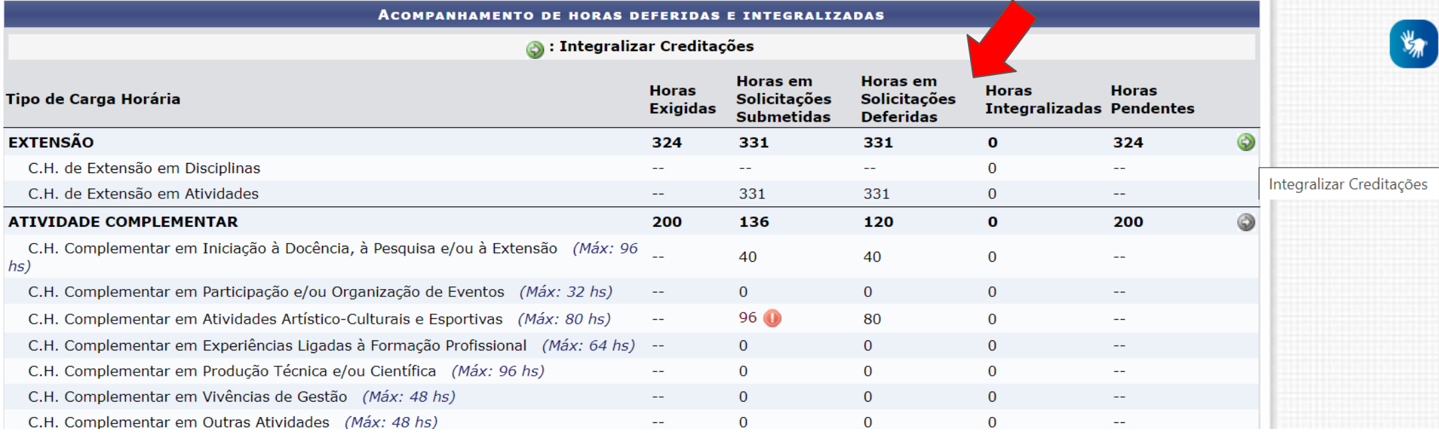 ACOMPANHAMENTO DE HORAS DEFERIDAS E INTEGRALIZADAS
: Integralizar Creditações
Tipo de Carga Horária Horas Exigidas Horas em Solicitações Submetidas Horas em Solicitações Deferidas Horas Integralizadas Horas Pendentes
EXTENSÃO 324 331 331 0 324
C.H. de Extensão em Disciplinas -- -- -- 0 --
C.H. de Extensão em Atividades -- 331 331 0 --
Integralizar Creditações
ATIVIDADE COMPLEMENTAR 200 136 120 0 200
C.H. Complementar em Iniciação à Docência, à Pesquisa e/ou à Extensão (Máx: 96 hs) -- 40 40 0 --
C.H. Complementar em Participação e/ou Organização de Eventos (Máx: 32 hs) -- 0 0 0 --
C.H. Complementar em Atividades Artístico-Culturais e Esportivas (Máx: 80 hs) -- 96 80 0 --
C.H. Complementar em Experiências Ligadas à Formação Profissional (Máx: 64 hs) -- 0 0 0 --
C.H. Complementar em Produção Técnica e/ou Científica (Máx: 96 hs) -- 0 0 0 --
C.H. Complementar em Vivências de Gestão (Máx: 48 hs) -- 0 0 0 --
C.H. Complementar em Outras Atividades (Máx: 48 hs) -- 0 0 0 --